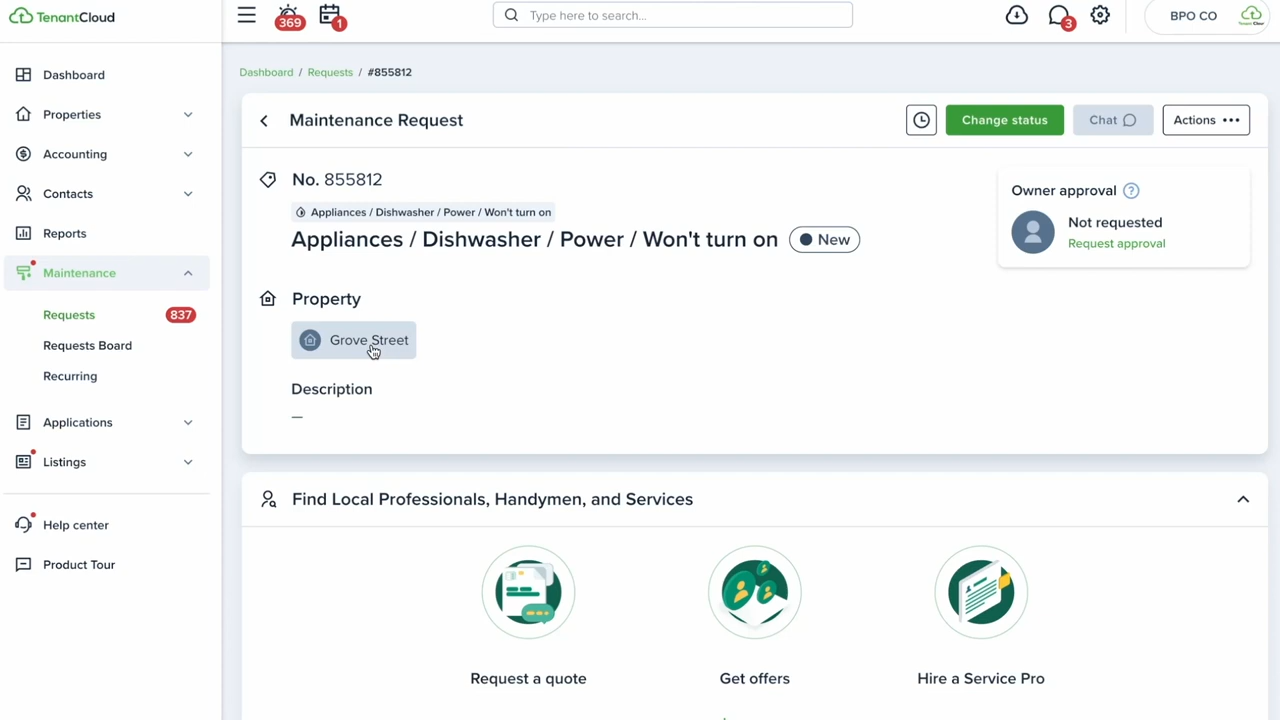 TenantCloud
369
1
Type here to search...
3
BPO CO
Dashboard
Properties
Accounting
Contacts
Reports
Maintenance
Requests 837
Requests Board
Recurring
Applications
Listings
Help center
Product Tour
Dashboard / Requests / #855812
Maintenance Request
Change status
Chat
Actions
No. 855812
Appliances / Dishwasher / Power / Won't turn on
Appliances / Dishwasher / Power / Won't turn on
New
Owner approval ?
Not requested
Request approval
Property
Grove Street
Description
—
Find Local Professionals, Handymen, and Services
Request a quote
Get offers
Hire a Service Pro